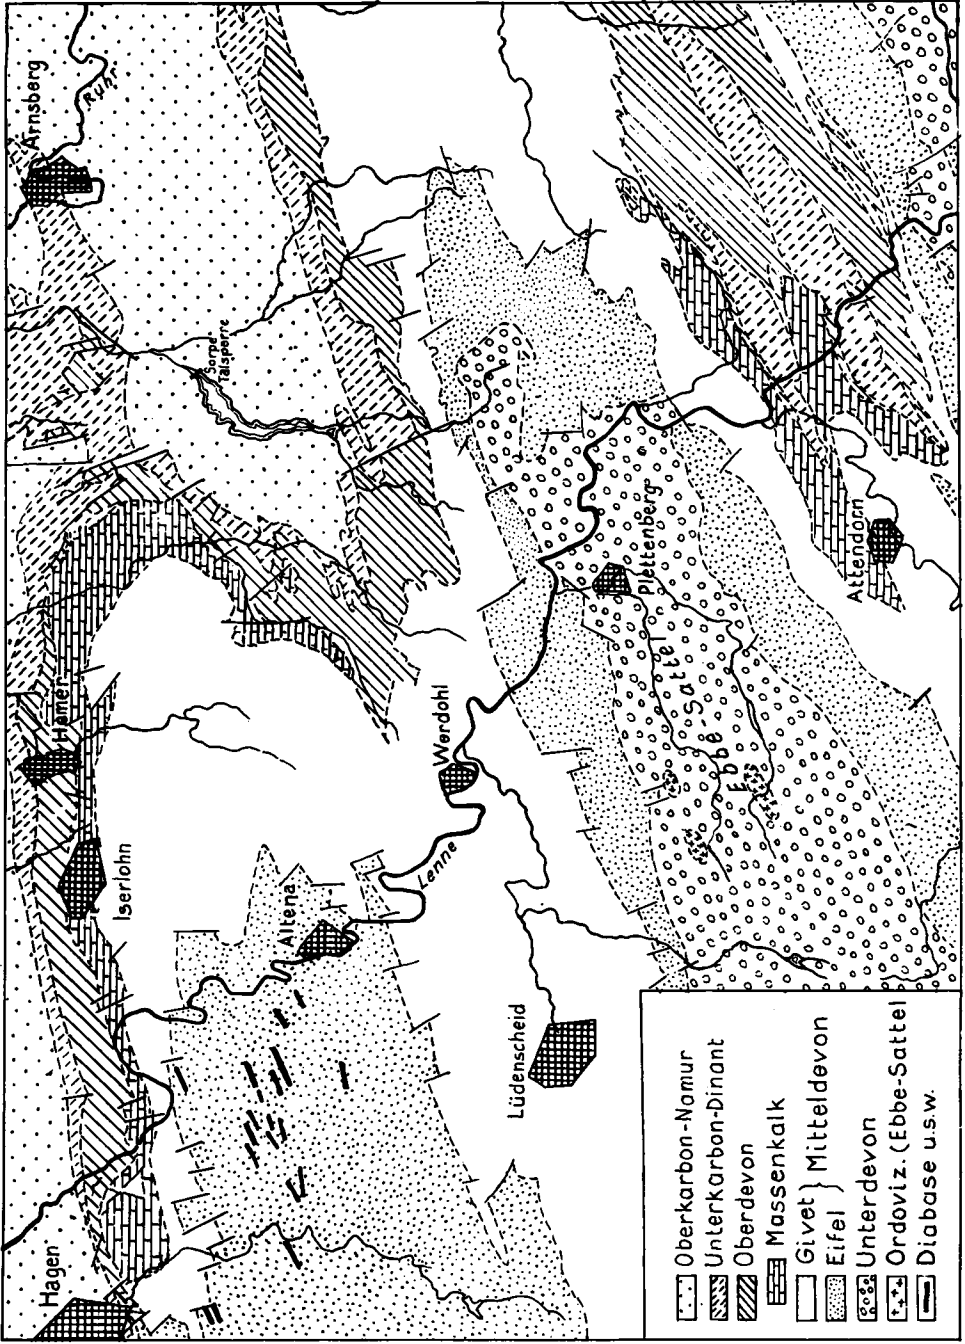 Arnsberg
Ruhr
Sorpe
Talsperre
Hemer
Iserlohn
Hagen
Altena
Lenne
Werdohl
Lüdenscheid
Plettenberg
Ebbe-Sattel
Attendorn
Oberkarbon-Namur
Unterkarbon-Dinant
Oberdevon
Massenkalk
Givet } Mitteldevon
Eifel
Unterdevon
Ordoviz. (Ebbe-Sattel
Diabase u.s.w.